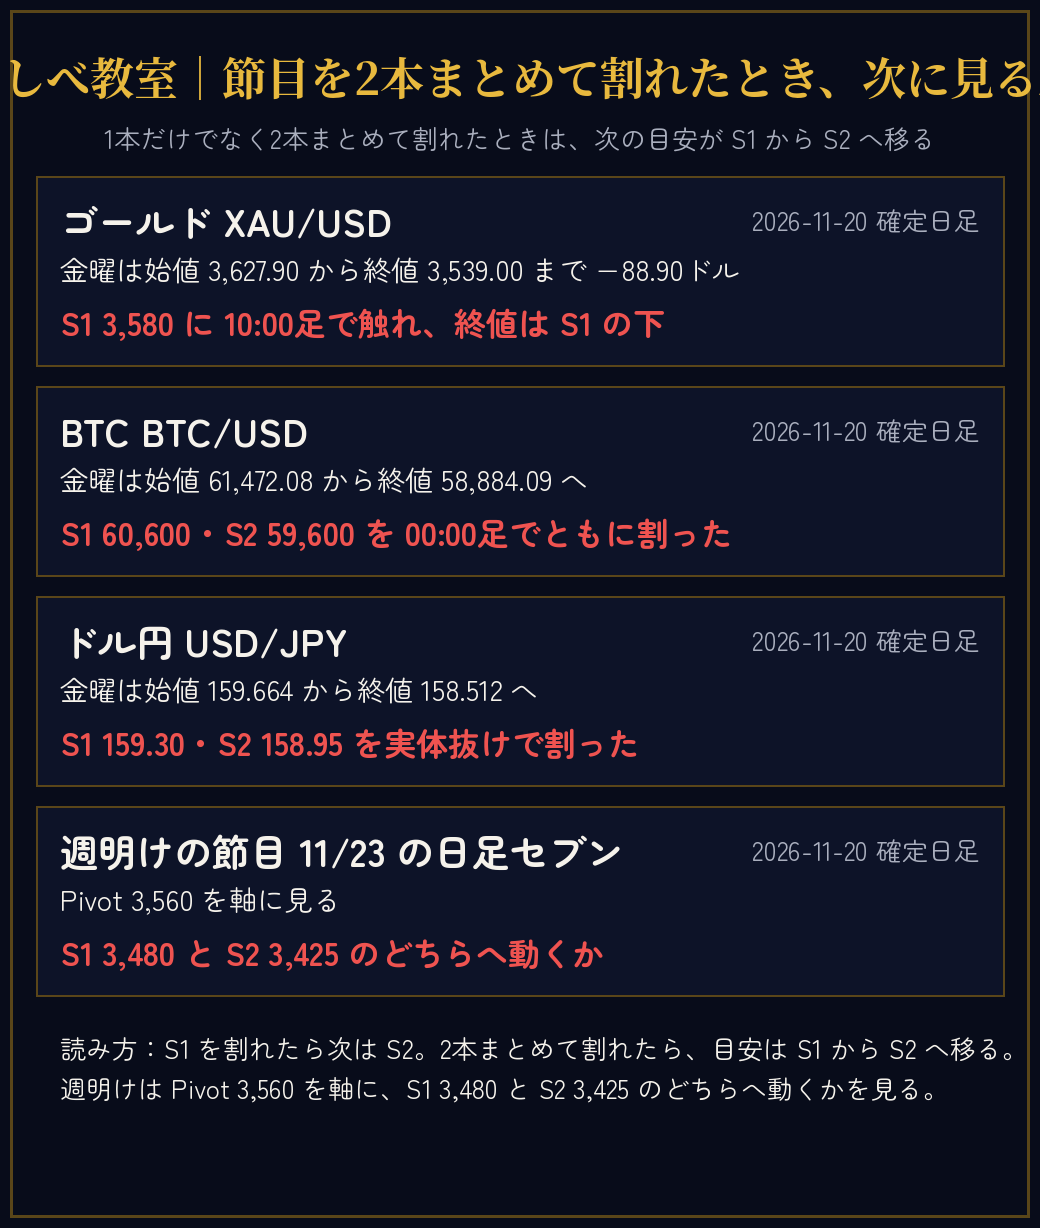 しべ教室｜節目を2本まとめて割れたとき、次に見る
1本だけでなく2本まとめて割れたときは、次の目安が S1 から S2 へ移る
ゴールド XAU/USD
2026-11-20 確定日足
金曜は始値 3,627.90 から終値 3,539.00 まで −88.90ドル
S1 3,580 に 10:00足で触れ、終値は S1 の下
BTC BTC/USD
2026-11-20 確定日足
金曜は始値 61,472.08 から終値 58,884.09 へ
S1 60,600・S2 59,600 を 00:00足でともに割った
ドル円 USD/JPY
2026-11-20 確定日足
金曜は始値 159.664 から終値 158.512 へ
S1 159.30・S2 158.95 を実体抜けで割った
週明けの節目 11/23 の日足セブン
2026-11-20 確定日足
Pivot 3,560 を軸に見る
S1 3,480 と S2 3,425 のどちらへ動くか
読み方：S1 を割れたら次は S2。2本まとめて割れたら、目安は S1 から S2 へ移る。
週明けは Pivot 3,560 を軸に、S1 3,480 と S2 3,425 のどちらへ動くかを見る。